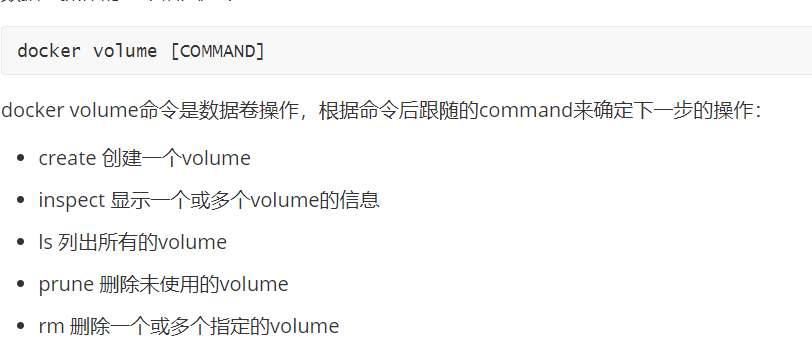 docker volume [COMMAND]
docker volume命令是数据卷操作，根据命令后跟随的command来确定下一步的操作：
create 创建一个volume
inspect 显示一个或多个volume的信息
ls 列出所有的volume
prune 删除未使用的volume
rm 删除一个或多个指定的volume